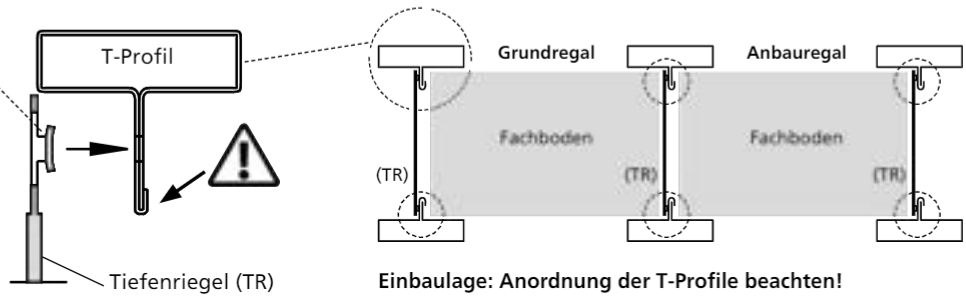 T-Profil
Tiefenriegel (TR)
Grundregal
Anbauregal
Fachboden
Fachboden
(TR)
(TR)
(TR)
Einbaulage: Anordnung der T-Profile beachten!